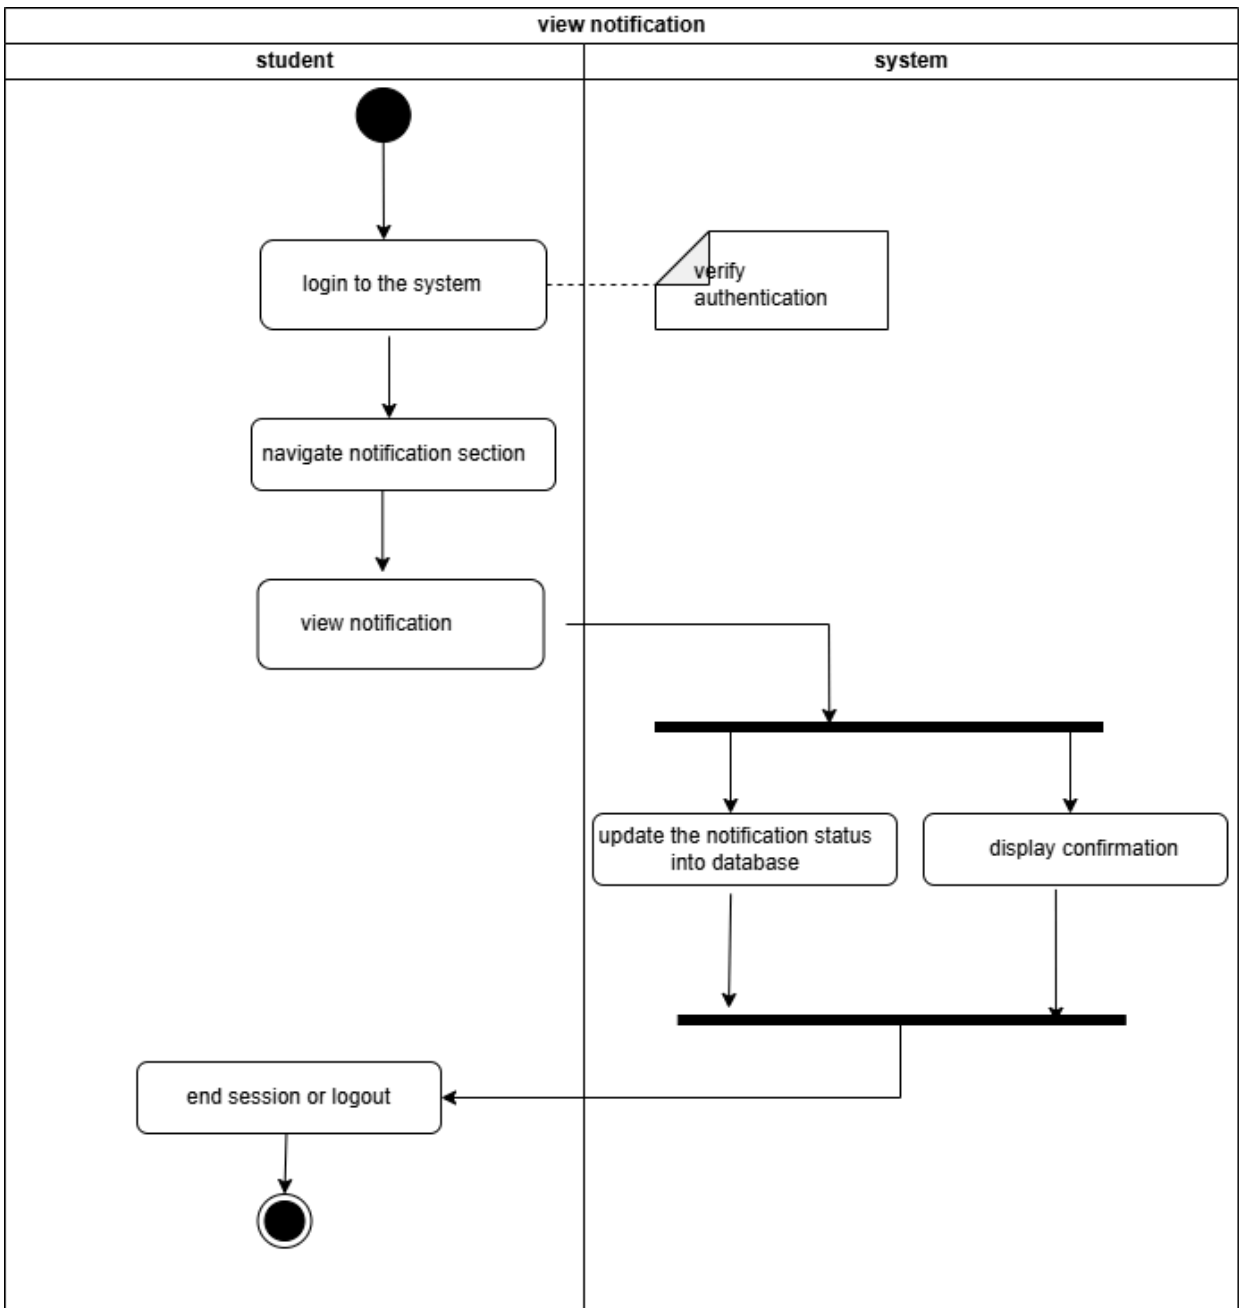 view notification
student
system
login to the system
verify
authentication
navigate notification section
view notification
update the notification status
into database
display confirmation
end session or logout